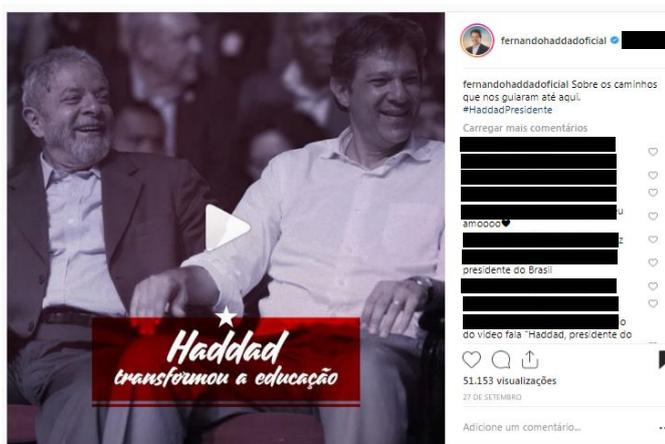 fernandohaddadoficial
fernandohaddadoficial Sobre os caminhos
que nos guiaram até aqui.
#HaddadPresidente
Carregar mais comentários
u
amoooo♥
z
presidente do Brasil
o
do video fala "Haddad, presidente do
51.153 visualizações
27 DE SETEMBRO
Adicione um comentário...
Haddad
transformou a educação